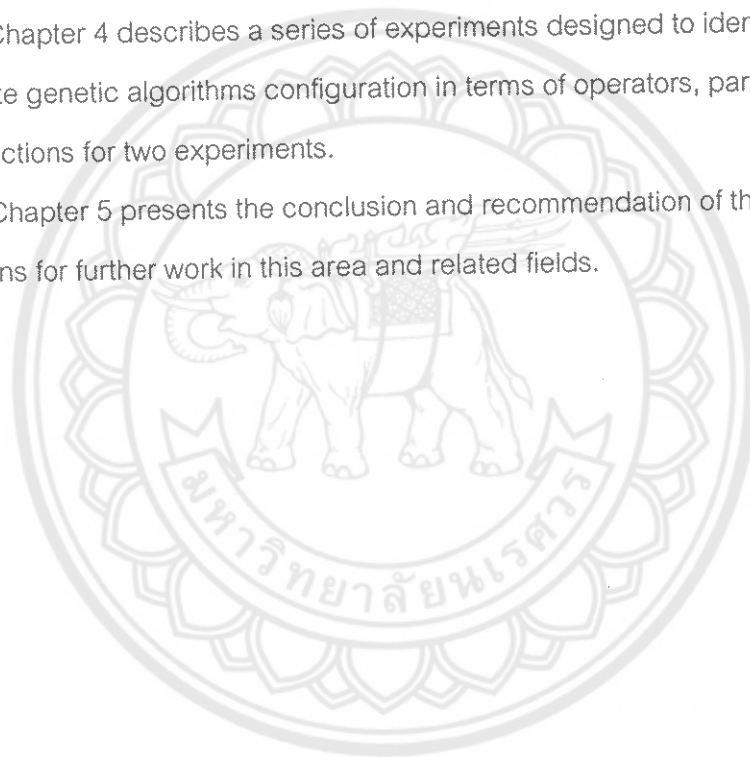 Chapter 4 describes a series of experiments designed to iden
te genetic algorithms configuration in terms of operators, par
ctions for two experiments.
Chapter 5 presents the conclusion and recommendation of th
ns for further work in this area and related fields.
มหาวิทยาลัยนเรศวร